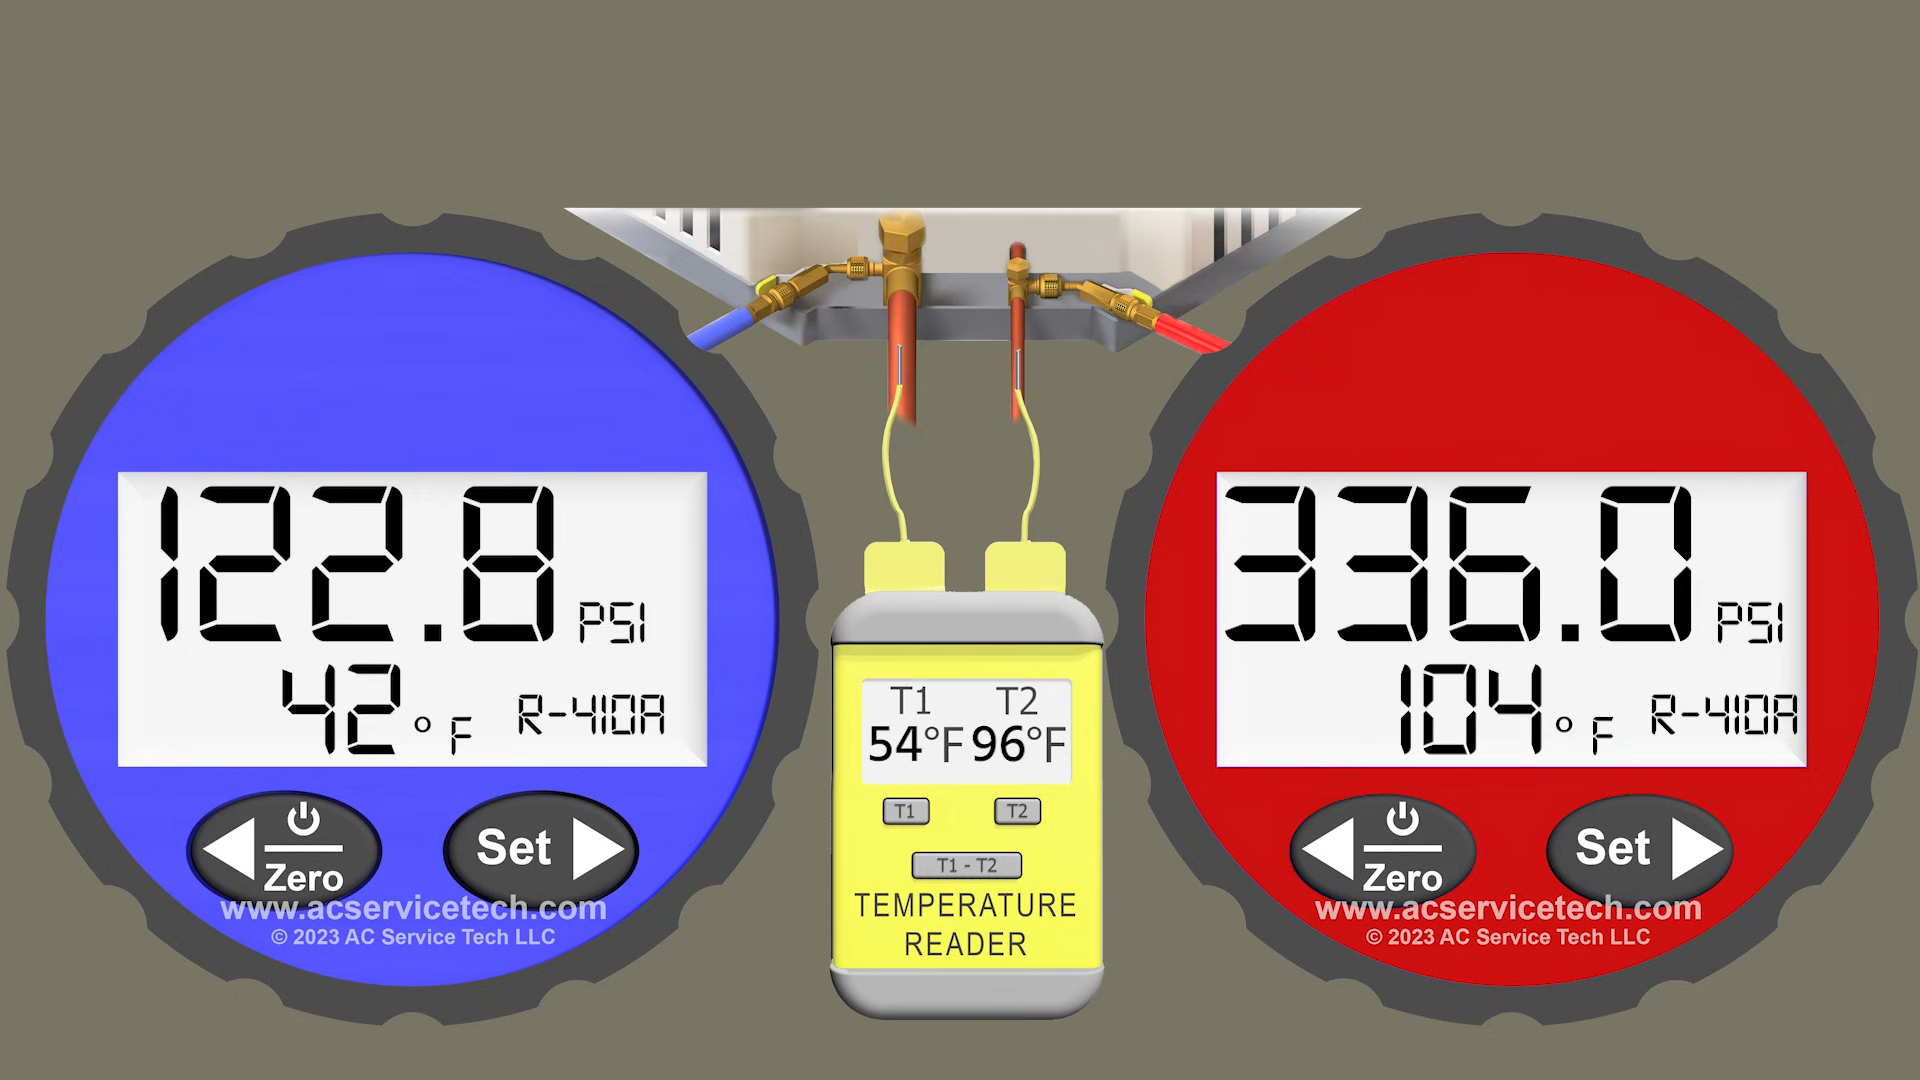 122.8 PSI
42° F R-410A
Zero
Set
www.acservicetech.com
© 2023 AC Service Tech LLC
T1 T2
54°F 96°F
T1 T2
T1 - T2
TEMPERATURE
READER
336.0 PSI
104° F R-410A
Zero
Set
www.acservicetech.com
© 2023 AC Service Tech LLC